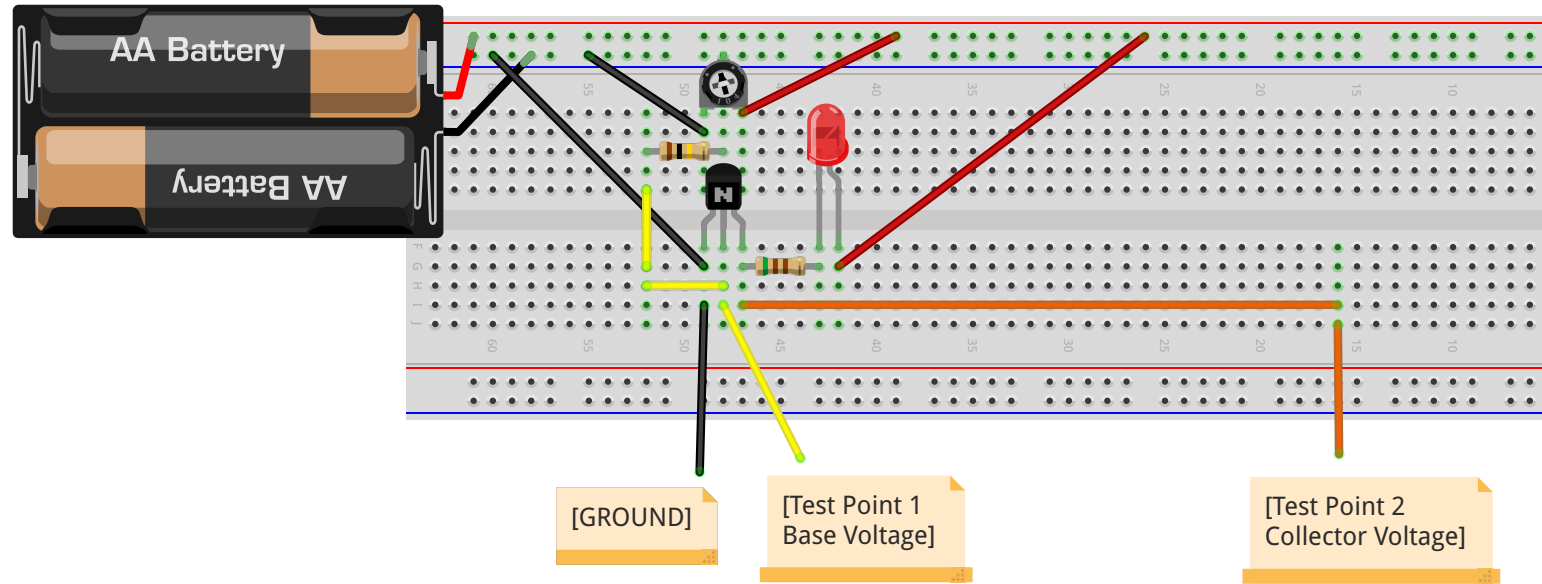 AA Battery
AA Battery
60 55 50 45 40 35 30 25 20 15 10
N
F
G
H
I
J
60 55 50 45 40 35 30 25 20 15 10
[GROUND]
[Test Point 1
Base Voltage]
[Test Point 2
Collector Voltage]